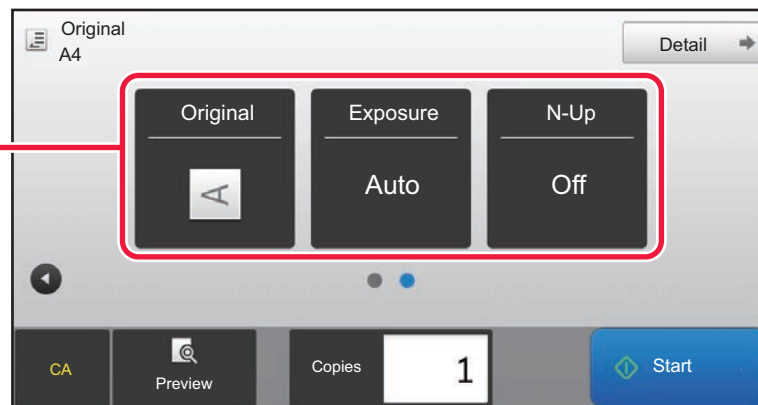 Original
A4
Detail
Original
Exposure
N-Up
A
Auto
Off
CA
Preview
Copies
1
Start